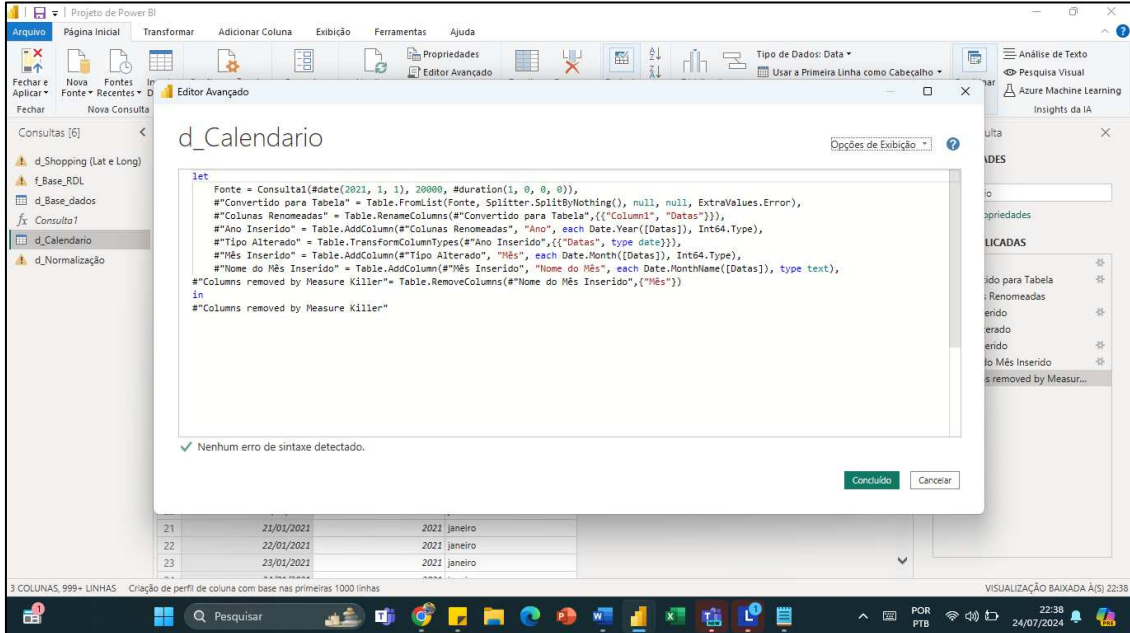 Projeto de Power BI
Arquivo Página Inicial Transformar Adicionar Coluna Exibição Ferramentas Ajuda
Propriedades Tipo de Dados: Data Análise de Texto
Editor Avançado Usar a Primeira Linha como Cabeçalho Pesquisa Visual
Fechar e Aplicar Nova Fonte Fontes Recentes Azure Machine Learning
Fechar Nova Consulta Insights da IA
Consultas [6]
d_Shopping (Lat e Long)
f_Base_RDL
d_Base_dados
fx Consulta1
d_Calendario
d_Normalização
Editor Avançado
d_Calendario
Opções de Exibição
let
Fonte = Consulta1(#date(2021, 1, 1), 20000, #duration(1, 0, 0, 0)),
#"Convertido para Tabela" = Table.FromList(Fonte, Splitter.SplitByNothing(), null, null, ExtraValues.Error),
#"Colunas Renomeadas" = Table.RenameColumns(#"Convertido para Tabela",{{"Column1", "Datas"}}),
#"Ano Inserido" = Table.AddColumn(#"Colunas Renomeadas", "Ano", each Date.Year([Datas]), Int64.Type),
#"Tipo Alterado" = Table.TransformColumnTypes(#"Ano Inserido",{{"Datas", type date}}),
#"Mês Inserido" = Table.AddColumn(#"Tipo Alterado", "Mês", each Date.Month([Datas]), Int64.Type),
#"Nome do Mês Inserido" = Table.AddColumn(#"Mês Inserido", "Nome do Mês", each Date.MonthName([Datas]), type text),
#"Columns removed by Measure Killer"= Table.RemoveColumns(#"Nome do Mês Inserido",{"Mês"})
in
#"Columns removed by Measure Killer"
Nenhum erro de sintaxe detectado.
Concluído Cancelar
ulta
ADES
opriedades
LICADAS
ido para Tabela
Renomeadas
erido
terado
erido
do Mês Inserido
s removed by Measur...
21 21/01/2021 2021 janeiro
22 22/01/2021 2021 janeiro
23 23/01/2021 2021 janeiro
3 COLUNAS, 999+ LINHAS Criação de perfil de coluna com base nas primeiras 1000 linhas VISUALIZAÇÃO BAIXADA À(S) 22:38
Pesquisar
POR
PTB
22:38
24/07/2024